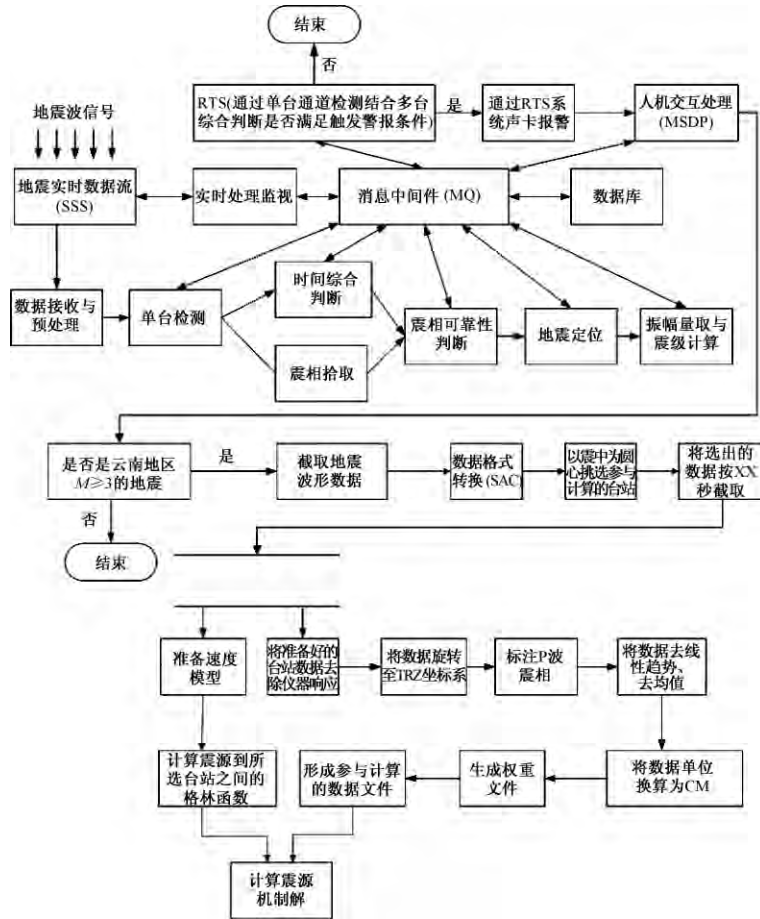 结束
否
RTS(通过单台通道检测结合多台
综合判断是否满足触发警报条件)
是
通过RTS系
统声卡报警
人机交互处理
(MSDP)
地震波信号
地震实时数据流
(SSS)
实时处理监视
消息中间件 (MQ)
数据库
数据接收与
预处理
单台检测
时间综合
判断
震相拾取
震相可靠性
判断
地震定位
振幅量取与
震级计算
是否是云南地区
M≥3的地震
是
截取地震
波形数据
数据格式
转换 (SAC)
以震中为圆
心挑选参与
计算的台站
将选出的
数据按XX
秒截取
否
结束
准备速度
模型
将准备好的
台站数据去
除仪器响应
将数据旋转
至TRZ坐标系
标注P波
震相
将数据去线
性趋势、
去均值
计算震源到所
选台站之间的
格林函数
形成参与计算
的数据文件
生成权重
文件
将数据单位
换算为CM
计算震源
机制解